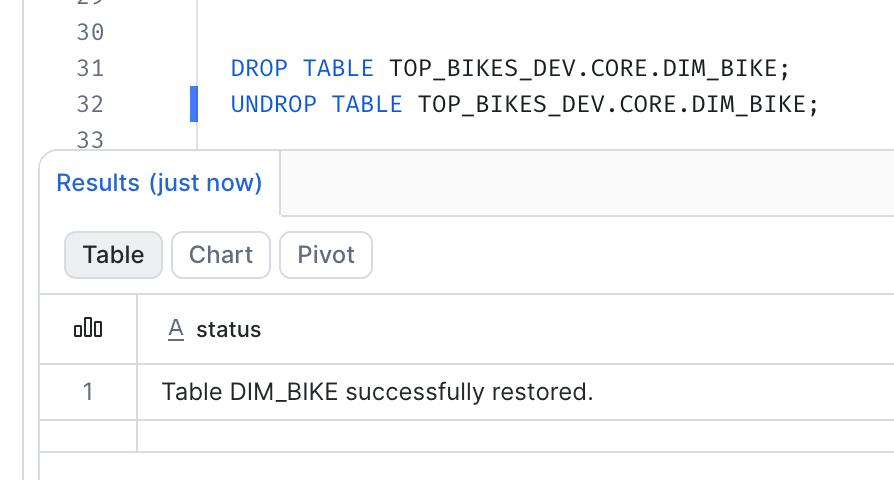 29
30
31 DROP TABLE TOP_BIKES_DEV.CORE.DIM_BIKE;
32 UNDROP TABLE TOP_BIKES_DEV.CORE.DIM_BIKE;
33
Results (just now)
Table Chart Pivot
A status
1 Table DIM_BIKE successfully restored.